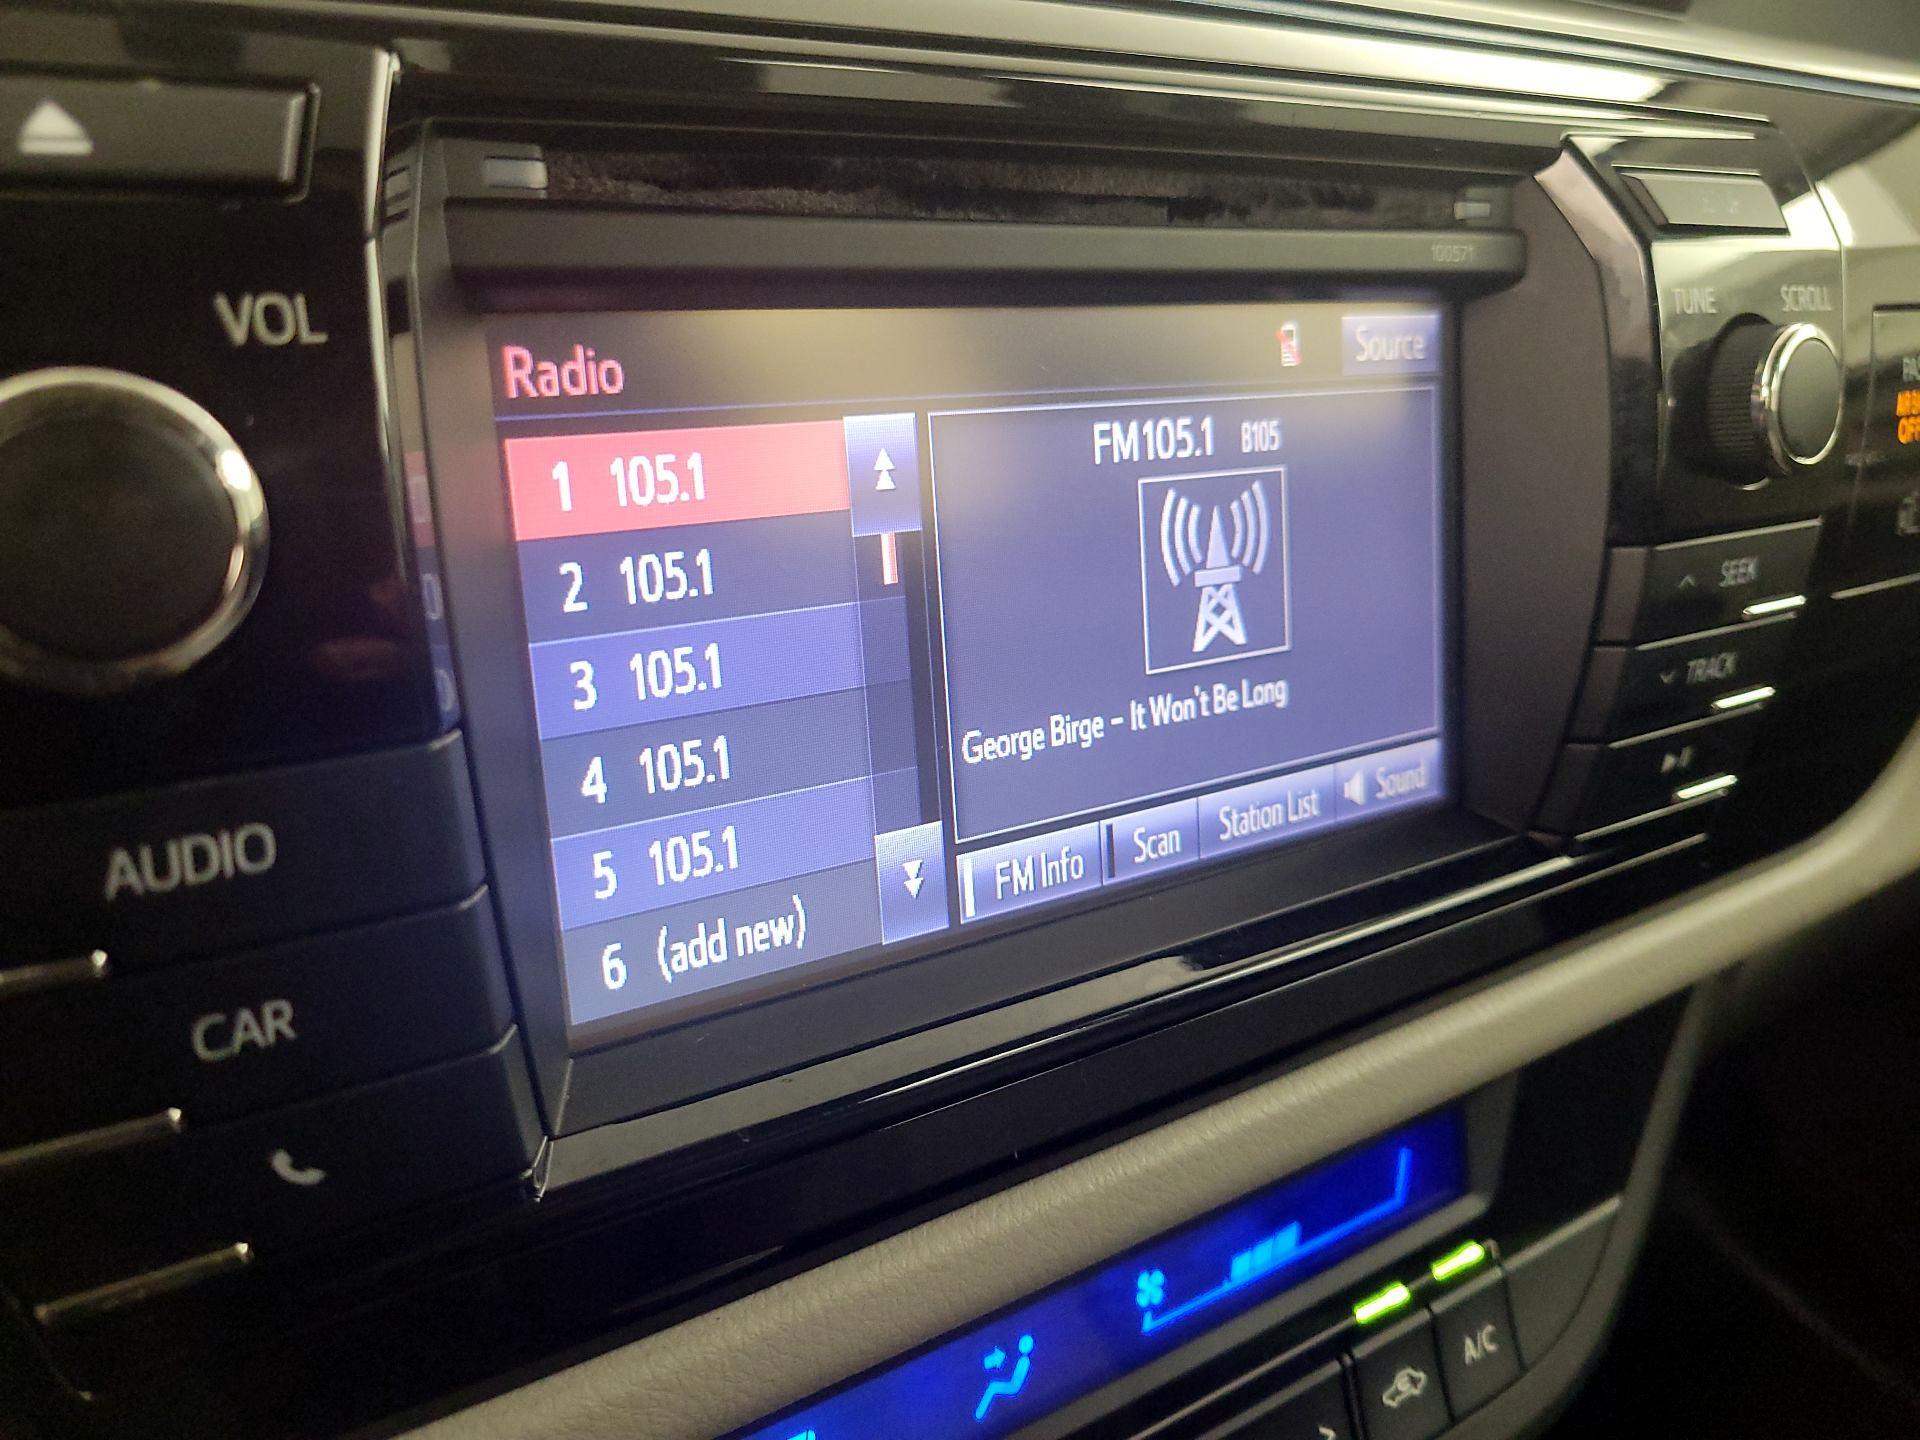 100571
VOL
TUNE SCROLL
Radio
Source
1 105.1
2 105.1
3 105.1
4 105.1
5 105.1
6 (add new)
FM105.1 B105
George Birge – It Won't Be Long
FM Info
Scan
Station List
Sound
SEEK
TRACK
AUDIO
CAR
A/C